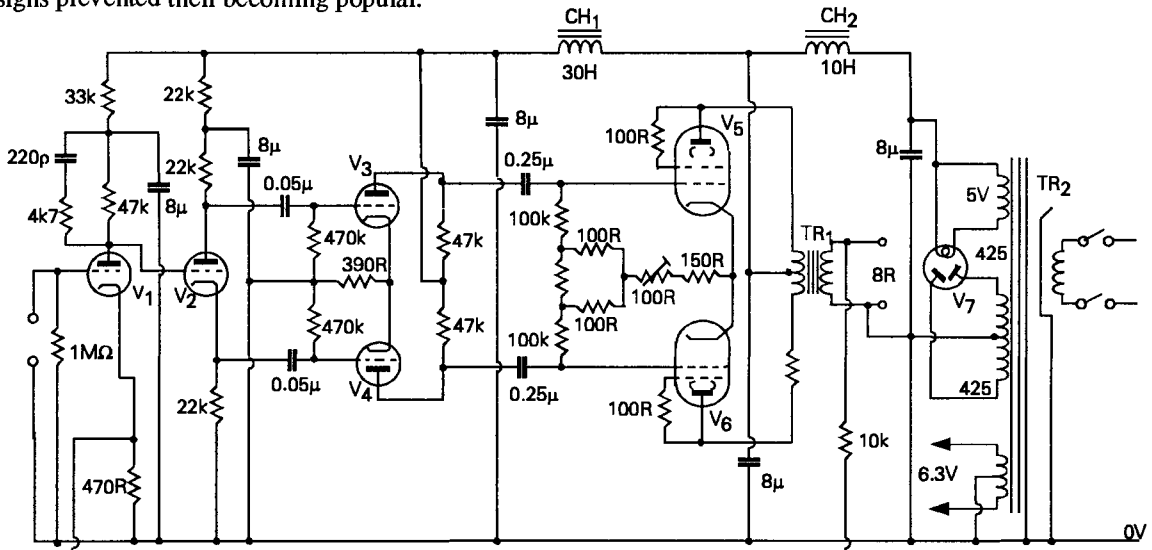 signs prevented their becoming popular.
CH1
CH2
30H
10H
33k
22k
8µ
100R
V5
220p
22k
8µ
V3
0.25µ
8µ
5V
TR2
0.05µ
4k7
47k
8µ
100k
470k
47k
100R
TR1
390R
150R
8R
425
V1
V2
100R
V7
1MΩ
470k
47k
100R
100k
0.05µ
V4
0.25µ
425
22k
100R
V6
10k
470R
8µ
6.3V
0V